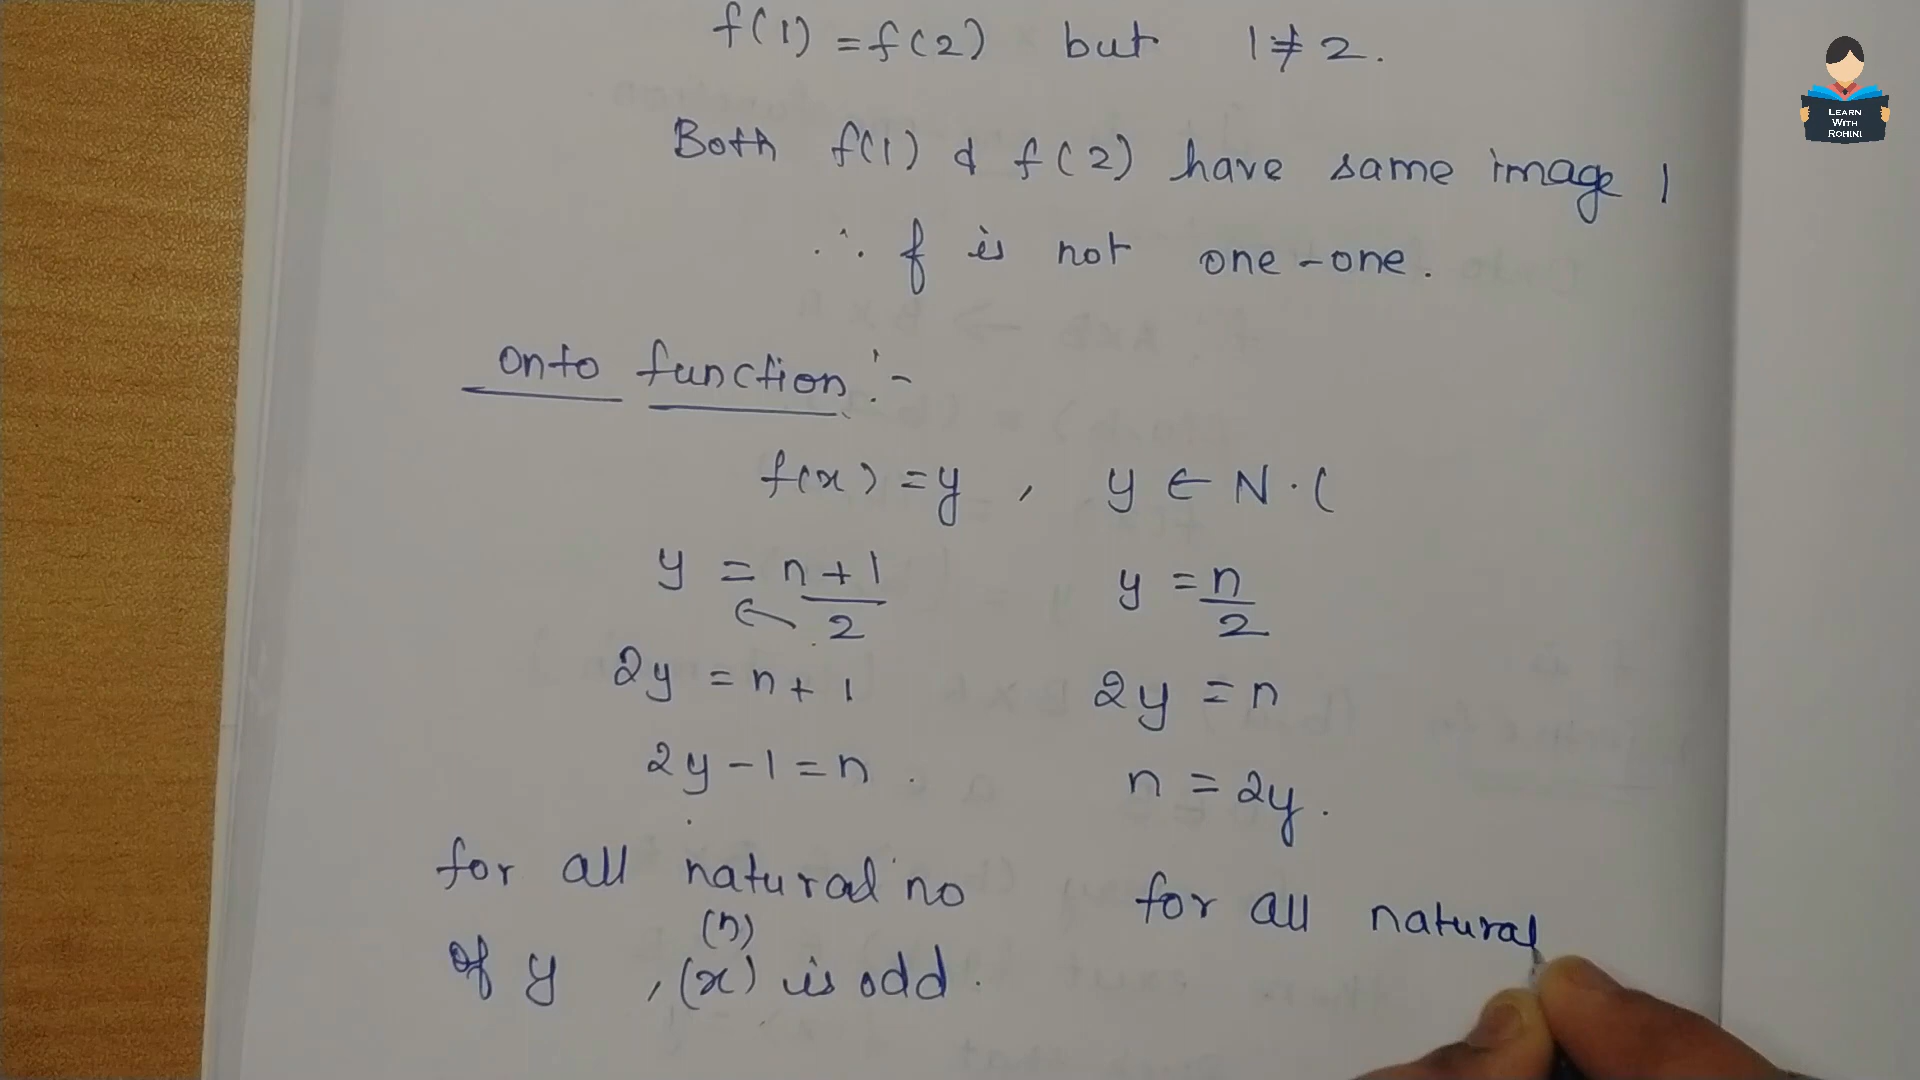 f(1) = f(2) but 1 ≠ 2.
Both f(1) & f(2) have same image 1
∴ f is not one-one.
onto function :-
f(x) = y , y ∈ N . (
y = n+1/2 y = n/2
2y = n+1 2y = n
2y-1 = n . n = 2y.
for all natural no for all natural
(n)
of y , (x) is odd.
LEARN
WITH
ROHINI